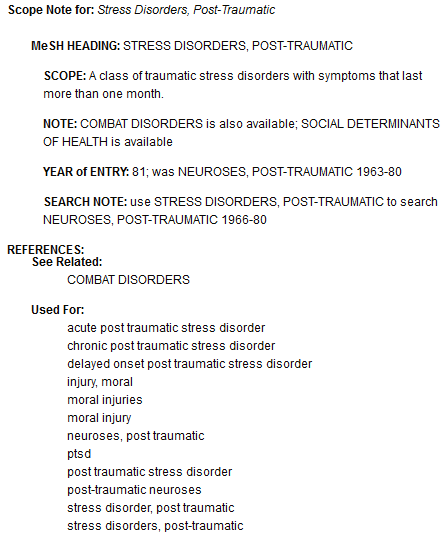 Scope Note for: Stress Disorders, Post-Traumatic
MeSH HEADING: STRESS DISORDERS, POST-TRAUMATIC
SCOPE: A class of traumatic stress disorders with symptoms that last
more than one month.
NOTE: COMBAT DISORDERS is also available; SOCIAL DETERMINANTS
OF HEALTH is available
YEAR of ENTRY: 81; was NEUROSES, POST-TRAUMATIC 1963-80
SEARCH NOTE: use STRESS DISORDERS, POST-TRAUMATIC to search
NEUROSES, POST-TRAUMATIC 1966-80
REFERENCES:
See Related:
COMBAT DISORDERS
Used For:
acute post traumatic stress disorder
chronic post traumatic stress disorder
delayed onset post traumatic stress disorder
injury, moral
moral injuries
moral injury
neuroses, post traumatic
ptsd
post traumatic stress disorder
post-traumatic neuroses
stress disorder, post traumatic
stress disorders, post-traumatic